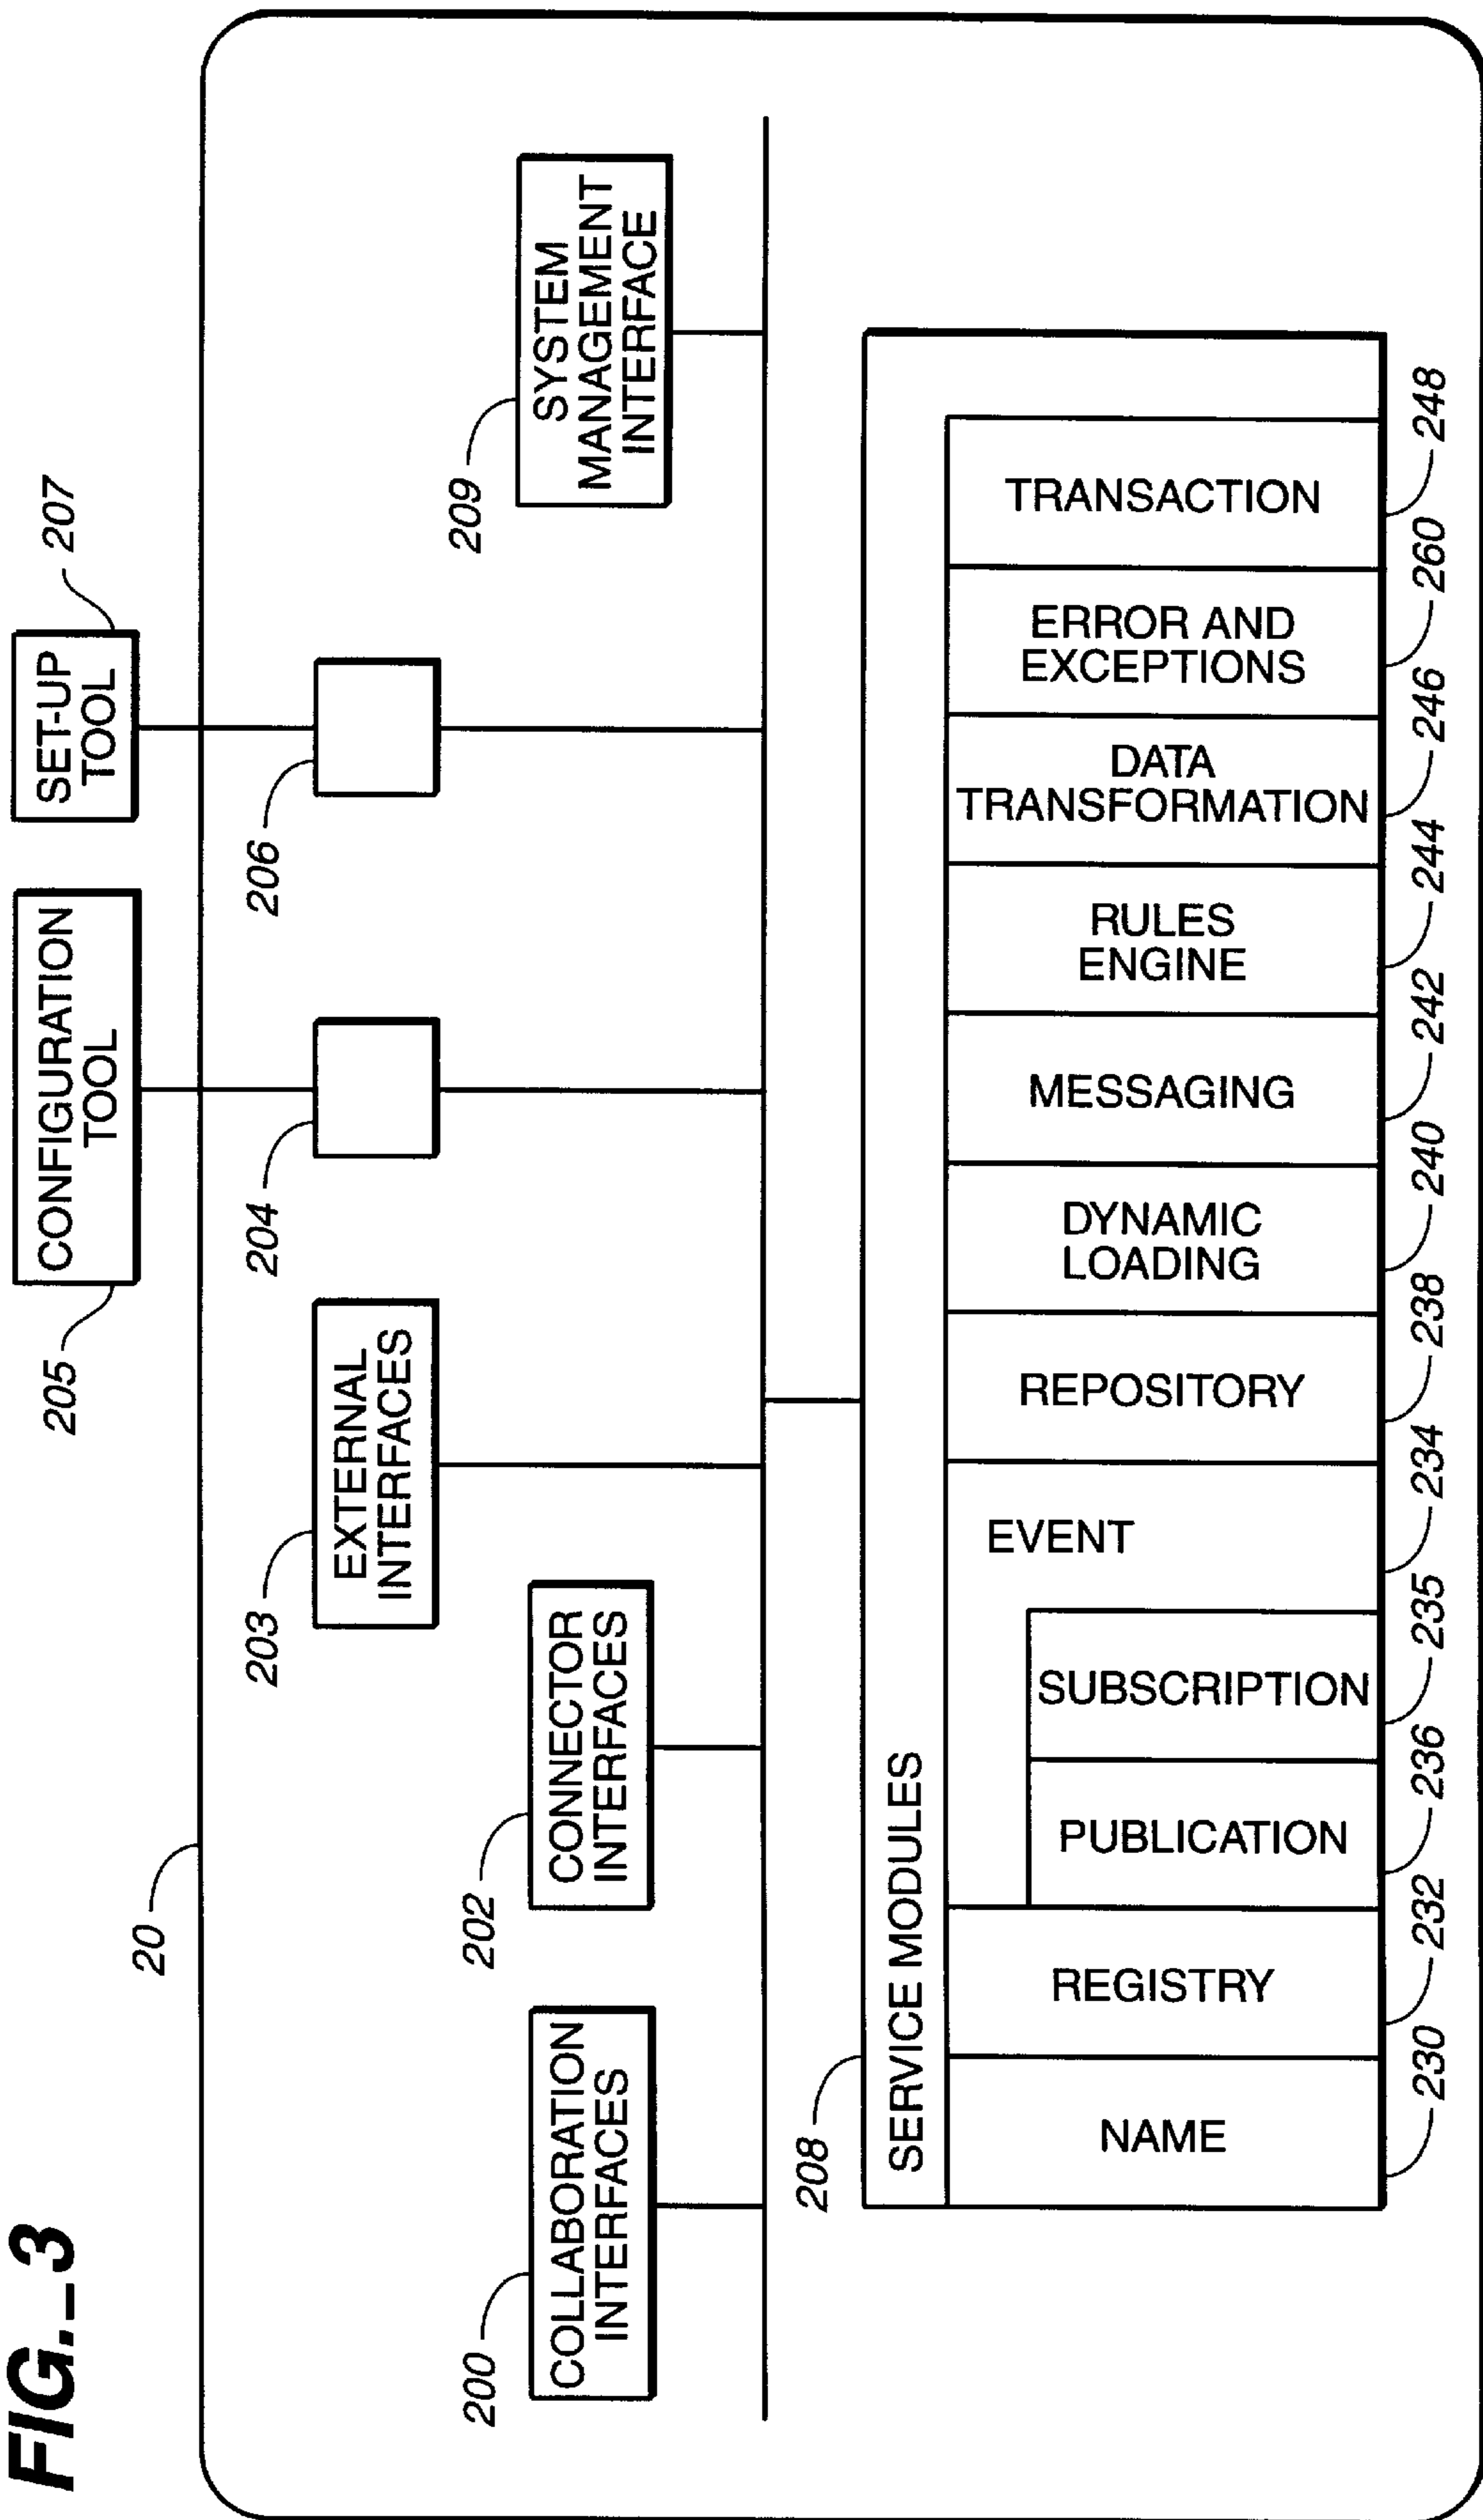 FIG._3
CONFIGURATION
TOOL
205
SET-UP
TOOL
207
20
203
EXTERNAL
INTERFACES
204
206
200
COLLABORATION
INTERFACES
202
CONNECTOR
INTERFACES
209
SYSTEM
MANAGEMENT
INTERFACE
208
SERVICE MODULES
NAME
REGISTRY
PUBLICATION
SUBSCRIPTION
EVENT
REPOSITORY
DYNAMIC
LOADING
MESSAGING
RULES
ENGINE
DATA
TRANSFORMATION
ERROR AND
EXCEPTIONS
TRANSACTION
230
232
236
235
234
238
240
242
244
246
260
248